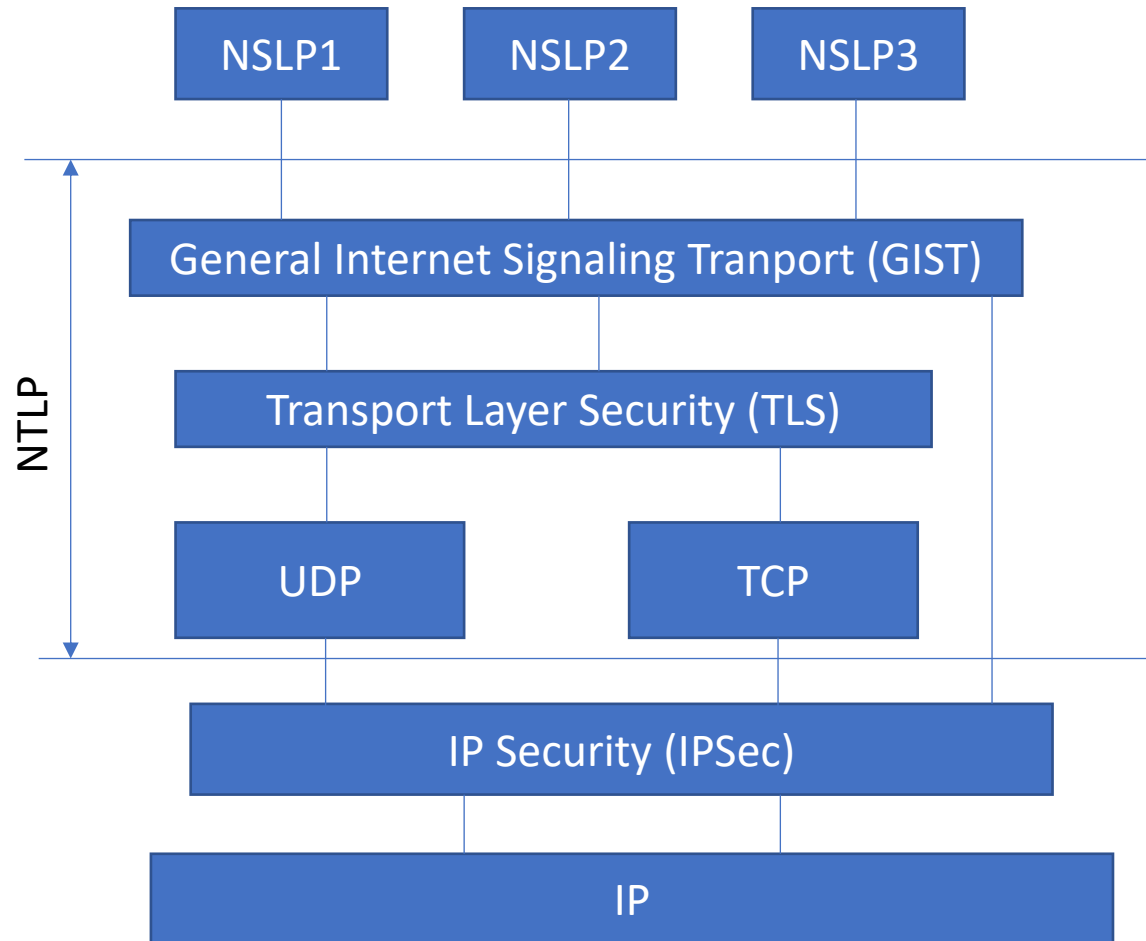 NSLP1
NSLP2
NSLP3
General Internet Signaling Tranport (GIST)
NTLP
Transport Layer Security (TLS)
UDP
TCP
IP Security (IPSec)
IP